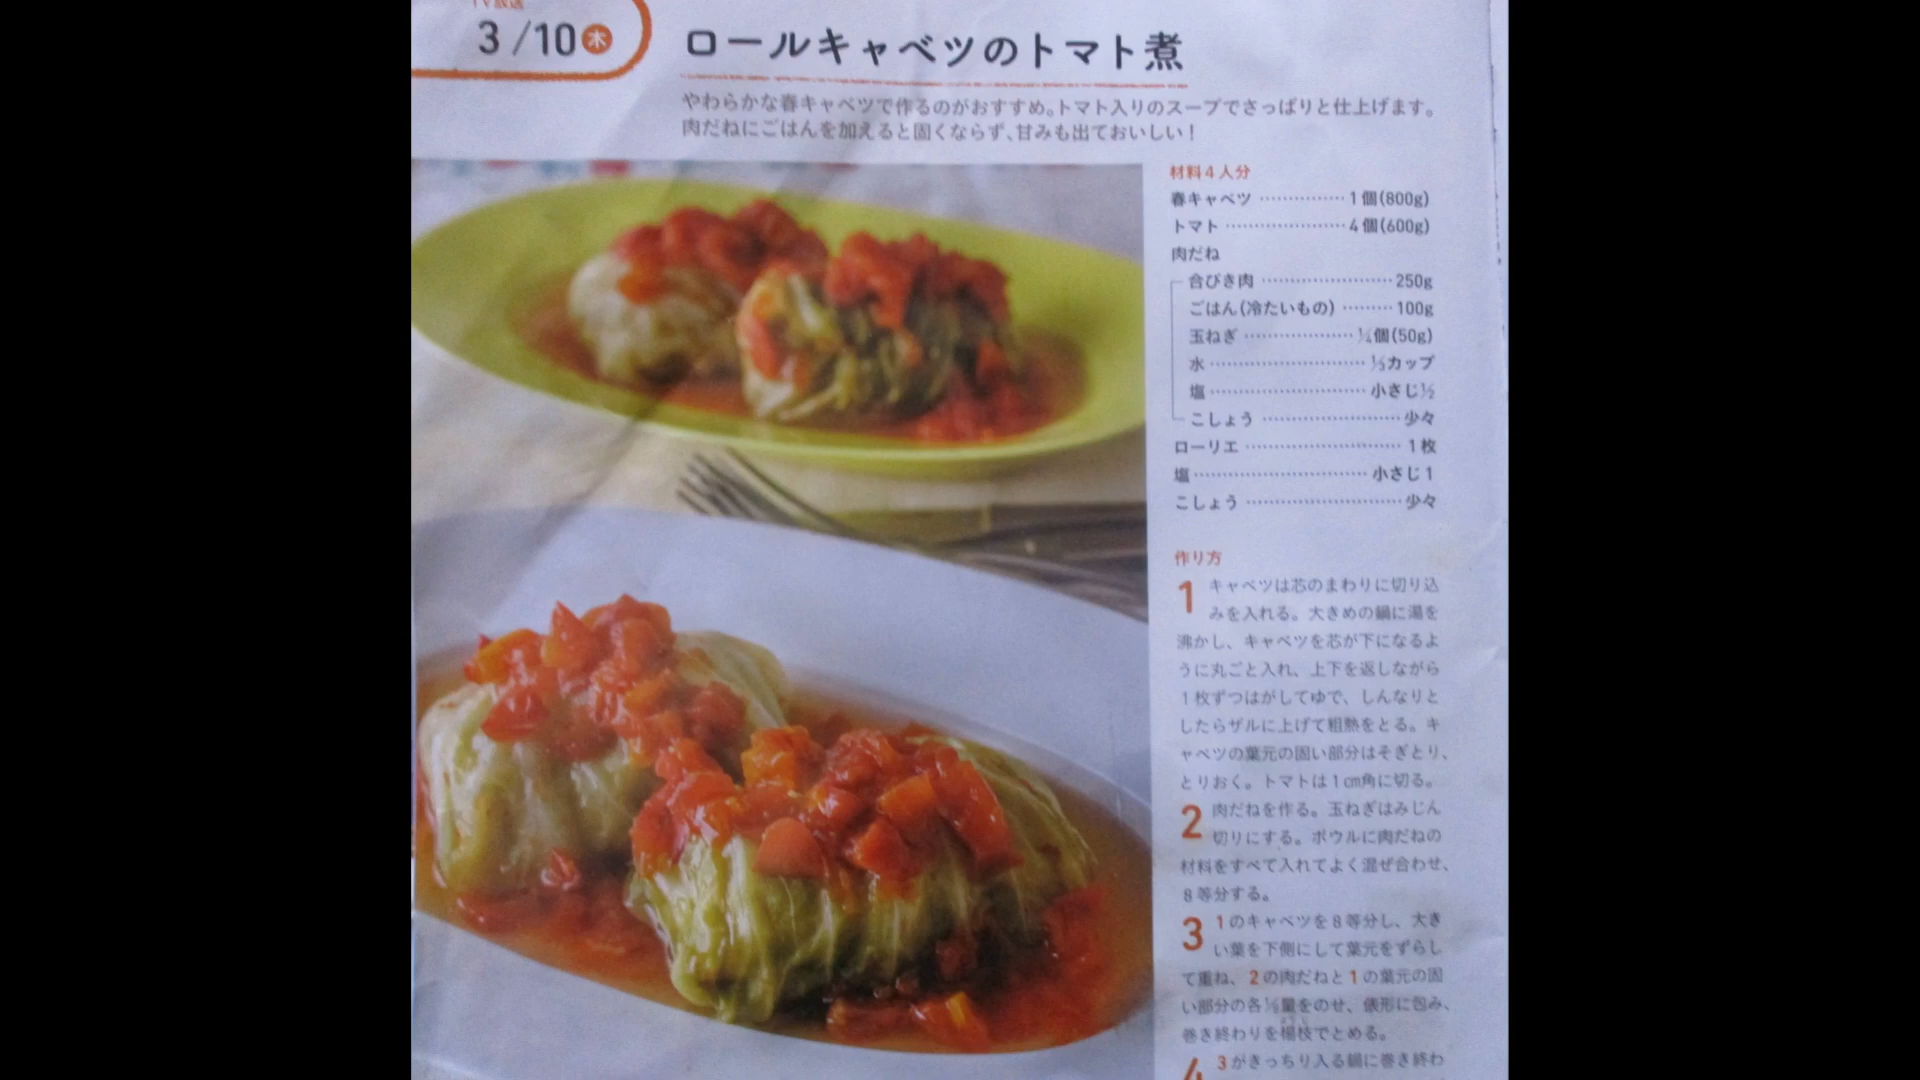 TV放送
3/10木
ロールキャベツのトマト煮
やわらかな春キャベツで作るのがおすすめ。トマト入りのスープでさっぱりと仕上げます。
肉だねにごはんを加えると固くならず、甘みも出ておいしい!
材料4人分
春キャベツ ……………1個(800g)
トマト …………………4個(600g)
肉だね
合びき肉 ……………………250g
ごはん(冷たいもの) ………100g
玉ねぎ …………………¼個(50g)
水 ………………………⅓カップ
塩 ………………………小さじ½
こしょう ……………………少々
ローリエ ………………………1枚
塩 …………………………小さじ1
こしょう ………………………少々
作り方
1 キャベツは芯のまわりに切り込
みを入れる。大きめの鍋に湯を
沸かし、キャベツを芯が下になるよ
うに丸ごと入れ、上下を返しながら
1枚ずつはがしてゆで、しんなりと
したらザルに上げて粗熱をとる。キ
ャベツの葉元の固い部分はそぎとり、
とりおく。トマトは1cm角に切る。
2 肉だねを作る。玉ねぎはみじん
切りにする。ボウルに肉だねの
材料をすべて入れてよく混ぜ合わせ、
8等分する。
3 1のキャベツを8等分し、大き
い葉を下側にして葉元をずらし
て重ね、2の肉だねと1の葉元の固
い部分の各⅛量をのせ、俵形に包み、
巻き終わりを楊枝でとめる。
4 3がきっちり入る鍋に巻き終わ